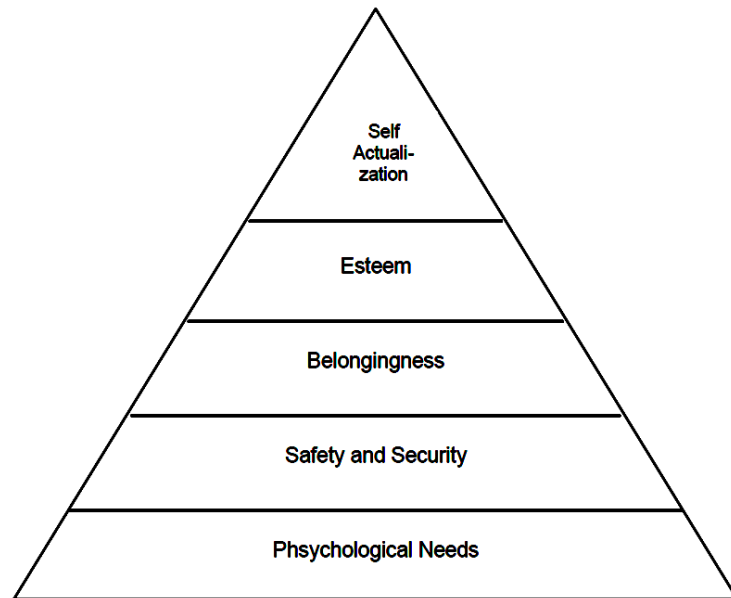 Self
Actuali-
zation
Esteem
Belongingness
Safety and Security
Phsychological Needs